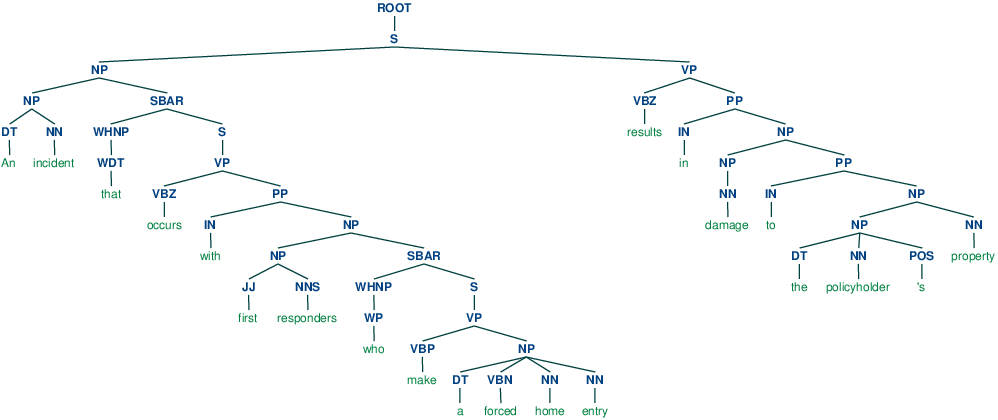 ROOT
S
NP VP
NP SBAR VBZ PP
DT NN WHNP S results IN NP
An incident WDT VP in NP PP
that VBZ PP NN IN NP
occurs IN NP damage to NP NN
with NP SBAR DT NN POS property
JJ NNS WHNP S the policyholder 's
first responders WP VP
who VBP NP
make DT VBN NN NN
a forced home entry